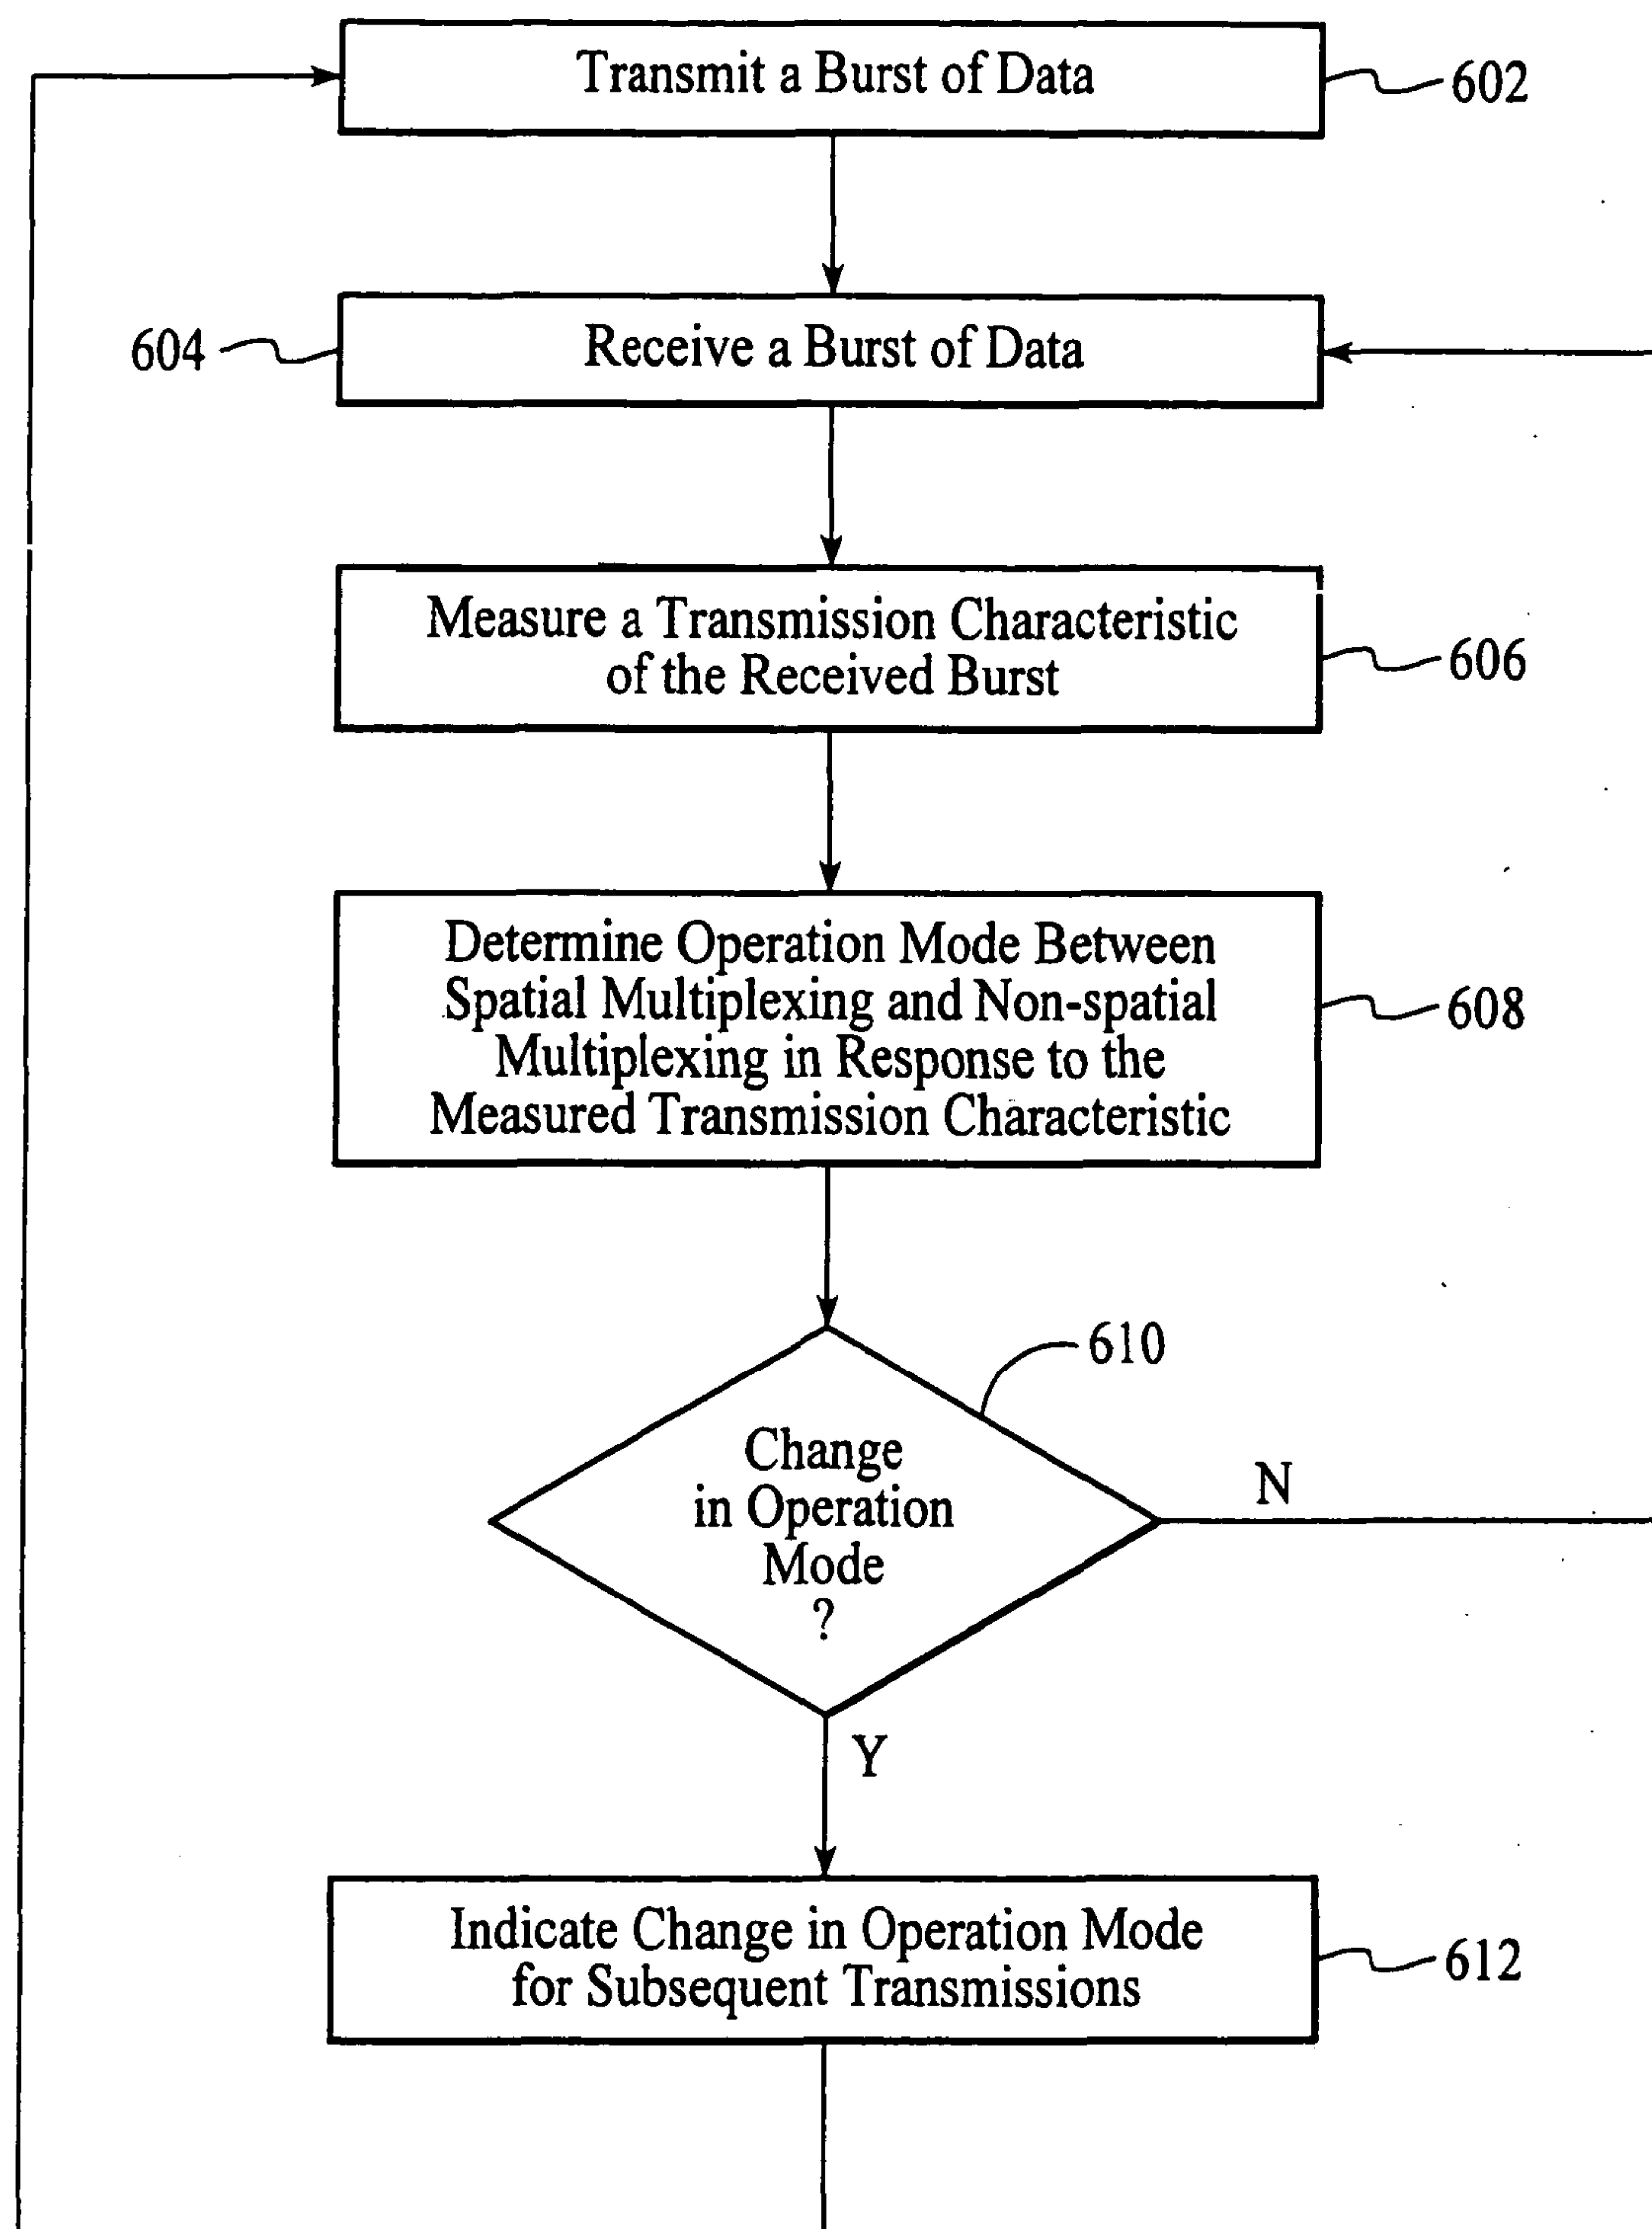 Transmit a Burst of Data
602
Receive a Burst of Data
604
Measure a Transmission Characteristic
of the Received Burst
606
Determine Operation Mode Between
Spatial Multiplexing and Non-spatial
Multiplexing in Response to the
Measured Transmission Characteristic
608
610
Change
in Operation
Mode
?
N
Y
Indicate Change in Operation Mode
for Subsequent Transmissions
612